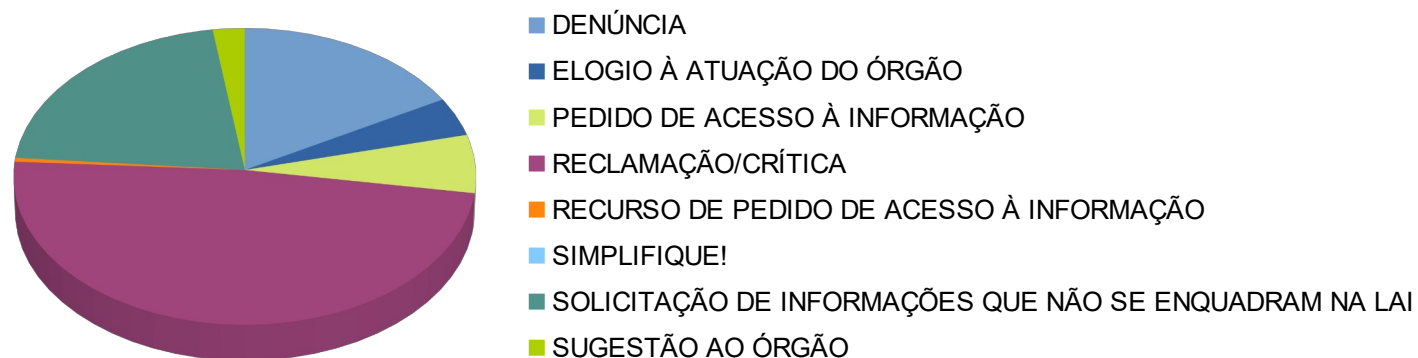 DENÚNCIA
ELOGIO À ATUAÇÃO DO ÓRGÃO
PEDIDO DE ACESSO À INFORMAÇÃO
RECLAMAÇÃO/CRÍTICA
RECURSO DE PEDIDO DE ACESSO À INFORMAÇÃO
SIMPLIFIQUE!
SOLICITAÇÃO DE INFORMAÇÕES QUE NÃO SE ENQUADRAM NA LAI
SUGESTÃO AO ÓRGÃO